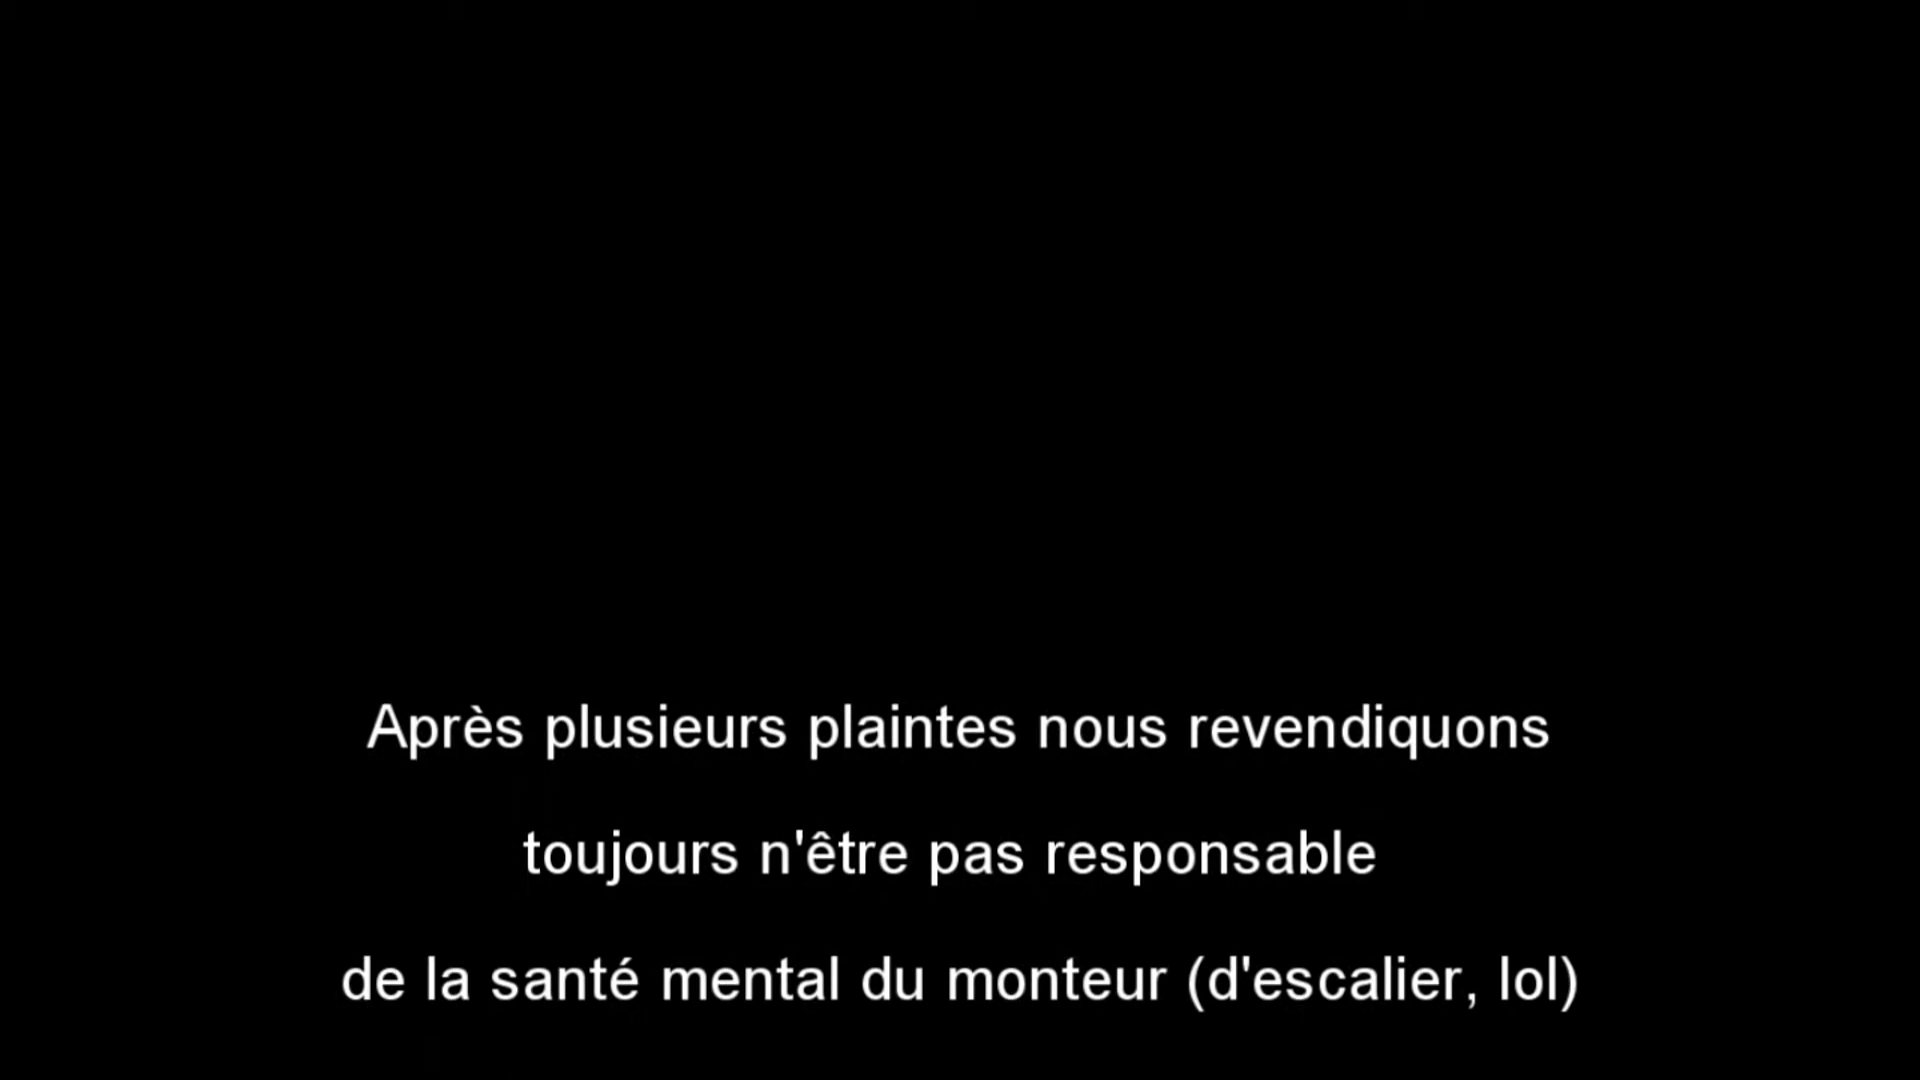 Après plusieurs plaintes nous revendiquons
toujours n'être pas responsable
de la santé mental du monteur (d'escalier, lol)